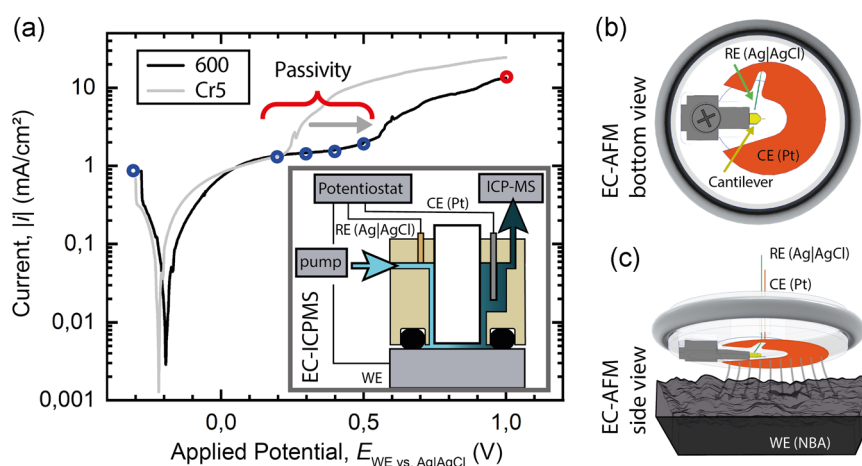 (a)
Current, |i| (mA/cm²)
10
1
0,1
0,01
0,001
600
Cr5
Passivity
Potentiostat
ICP-MS
CE (Pt)
RE (Ag|AgCl)
pump
EC-ICPMS
WE
0,0
0,5
1,0
Applied Potential, E WE vs. Ag|AgCl (V)
(b)
EC-AFM
bottom view
RE (Ag|AgCl)
CE (Pt)
Cantilever
(c)
EC-AFM
side view
RE (Ag|AgCl)
CE (Pt)
WE (NBA)